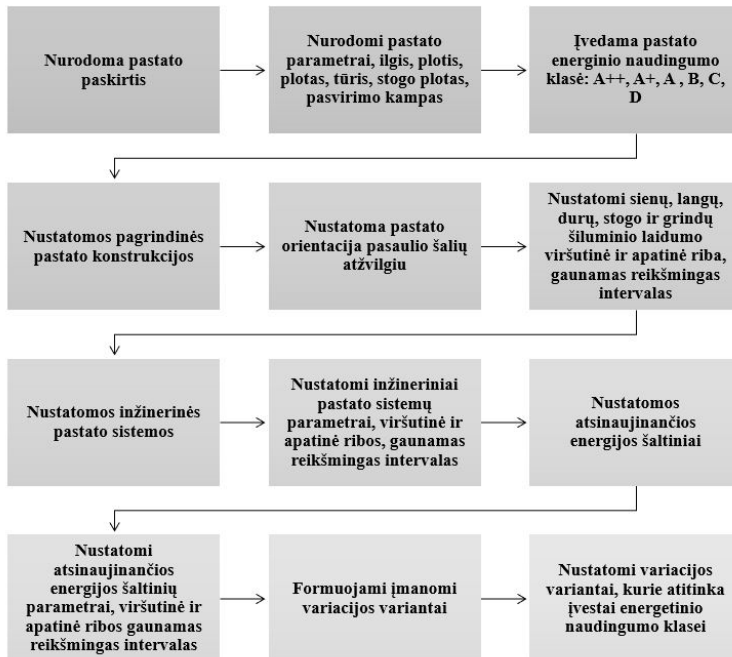 Nurodoma pastato
paskirtis
Nurodomi pastato
parametrai, ilgis, plotis,
plotas, tūris, stogo plotas,
pasvirimo kampas
Įvedama pastato
energinio naudingumo
klasė: A++, A+, A , B, C,
D
Nustatomos pagrindinės
pastato konstrukcijos
Nustatoma pastato
orientacija pasaulio šalių
atžvilgiu
Nustatomi sienų, langų,
durų, stogo ir grindų
šiluminio laidumo
viršutinė ir apatinė riba,
gaunamas reikšmingas
intervalas
Nustatomos inžinerinės
pastato sistemos
Nustatomi inžineriniai
pastato sistemų
parametrai, viršutinė ir
apatinė ribos, gaunamas
reikšmingas intervalas
Nustatomos
atsinaujinančios
energijos šaltiniai
Nustatomi
atsinaujinančios
energijos šaltinių
parametrai, viršutinė ir
apatinė ribos gaunamas
reikšmingas intervalas
Formuojami įmanomi
variacijos variantai
Nustatomi variacijos
variantai, kurie atitinka
įvestai energetinio
naudingumo klasei